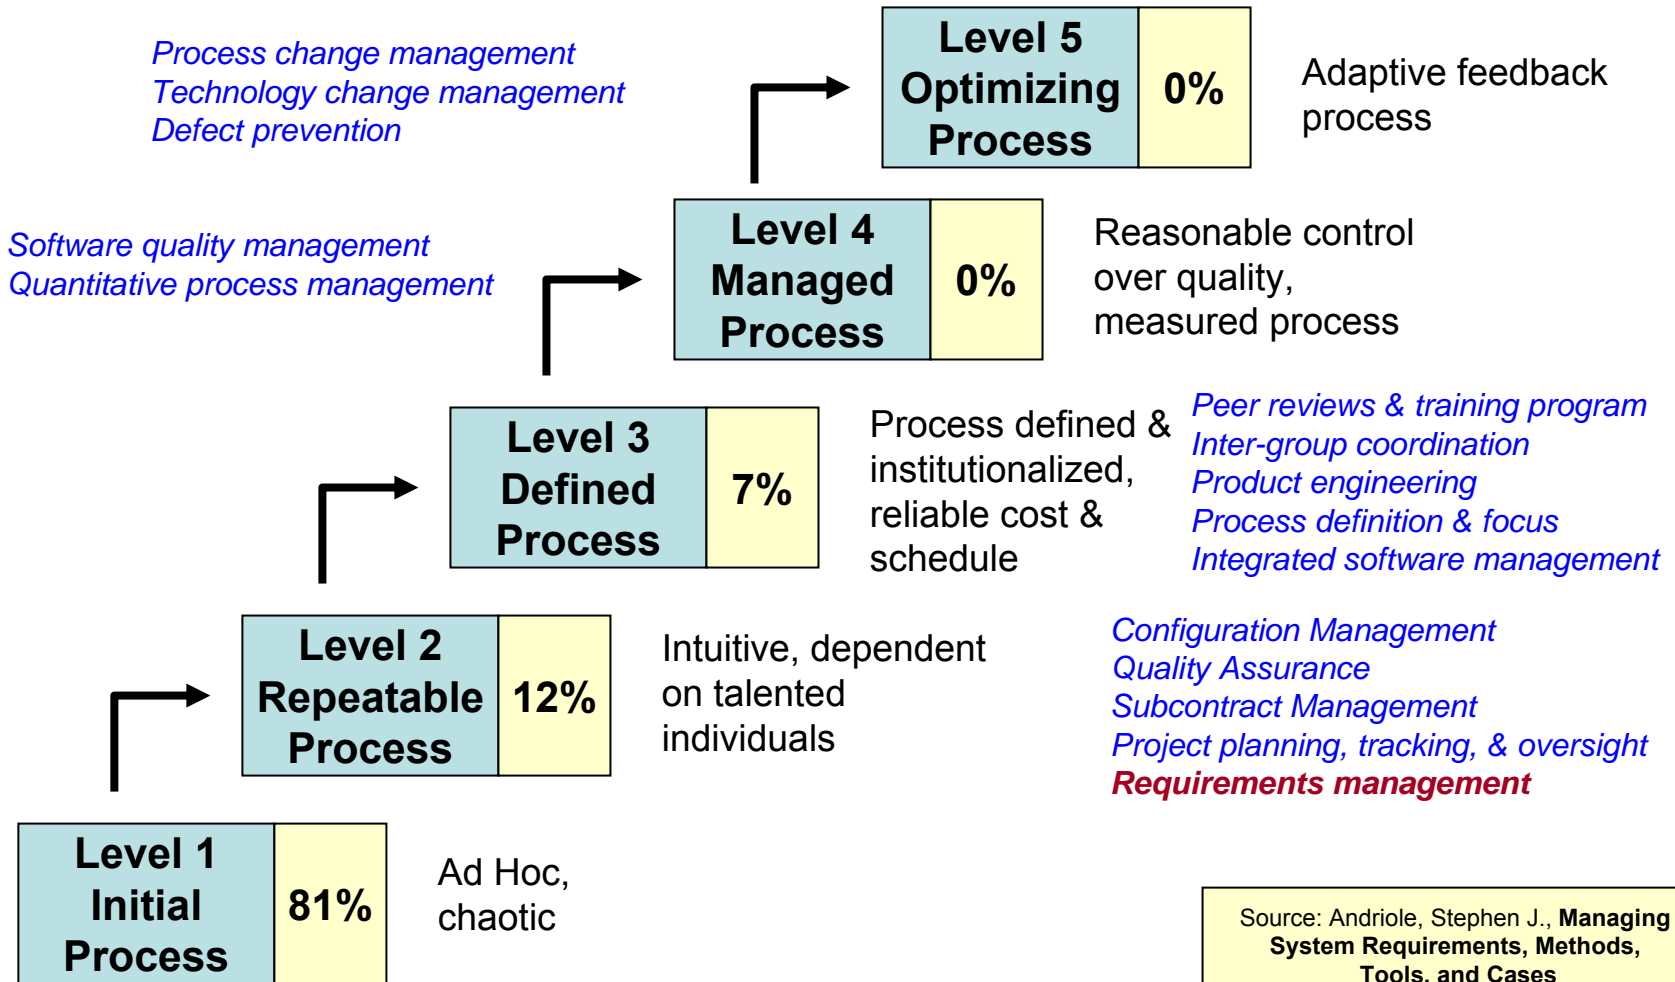 Process change management
Technology change management
Defect prevention
Level 5
Optimizing
Process
0%
Adaptive feedback
process
Software quality management
Quantitative process management
Level 4
Managed
Process
0%
Reasonable control
over quality,
measured process
Level 3
Defined
Process
7%
Process defined &
institutionalized,
reliable cost &
schedule
Peer reviews & training program
Inter-group coordination
Product engineering
Process definition & focus
Integrated software management
Level 2
Repeatable
Process
12%
Intuitive, dependent
on talented
individuals
Configuration Management
Quality Assurance
Subcontract Management
Project planning, tracking, & oversight
Requirements management
Level 1
Initial
Process
81%
Ad Hoc,
chaotic
Source: Andriole, Stephen J., Managing
System Requirements, Methods,
Tools, and Cases